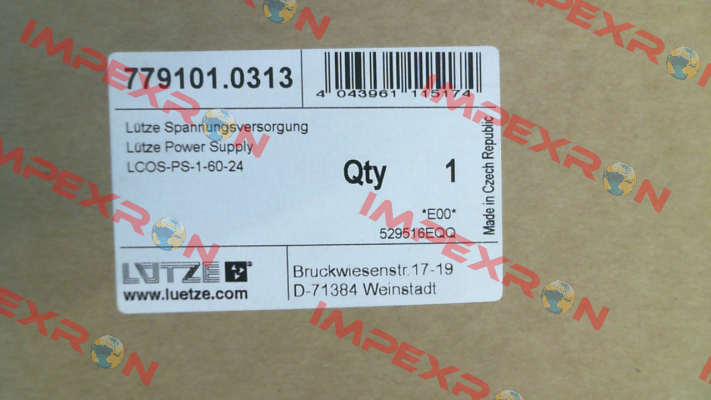 779101.0313
4 043961 115174
Lütze Spannungsversorgung
Lütze Power Supply
LCOS-PS-1-60-24
Qty 1
*E00*
529516EQQ
Made in Czech Republic
LÜTZE
www.luetze.com
Bruckwiesenstr.17-19
D-71384 Weinstadt
IMPEXRON
IMPEXRON
IMPEXRON
IMPEXRON
IMPEXRON
IMPEXRON
IMPEXRON